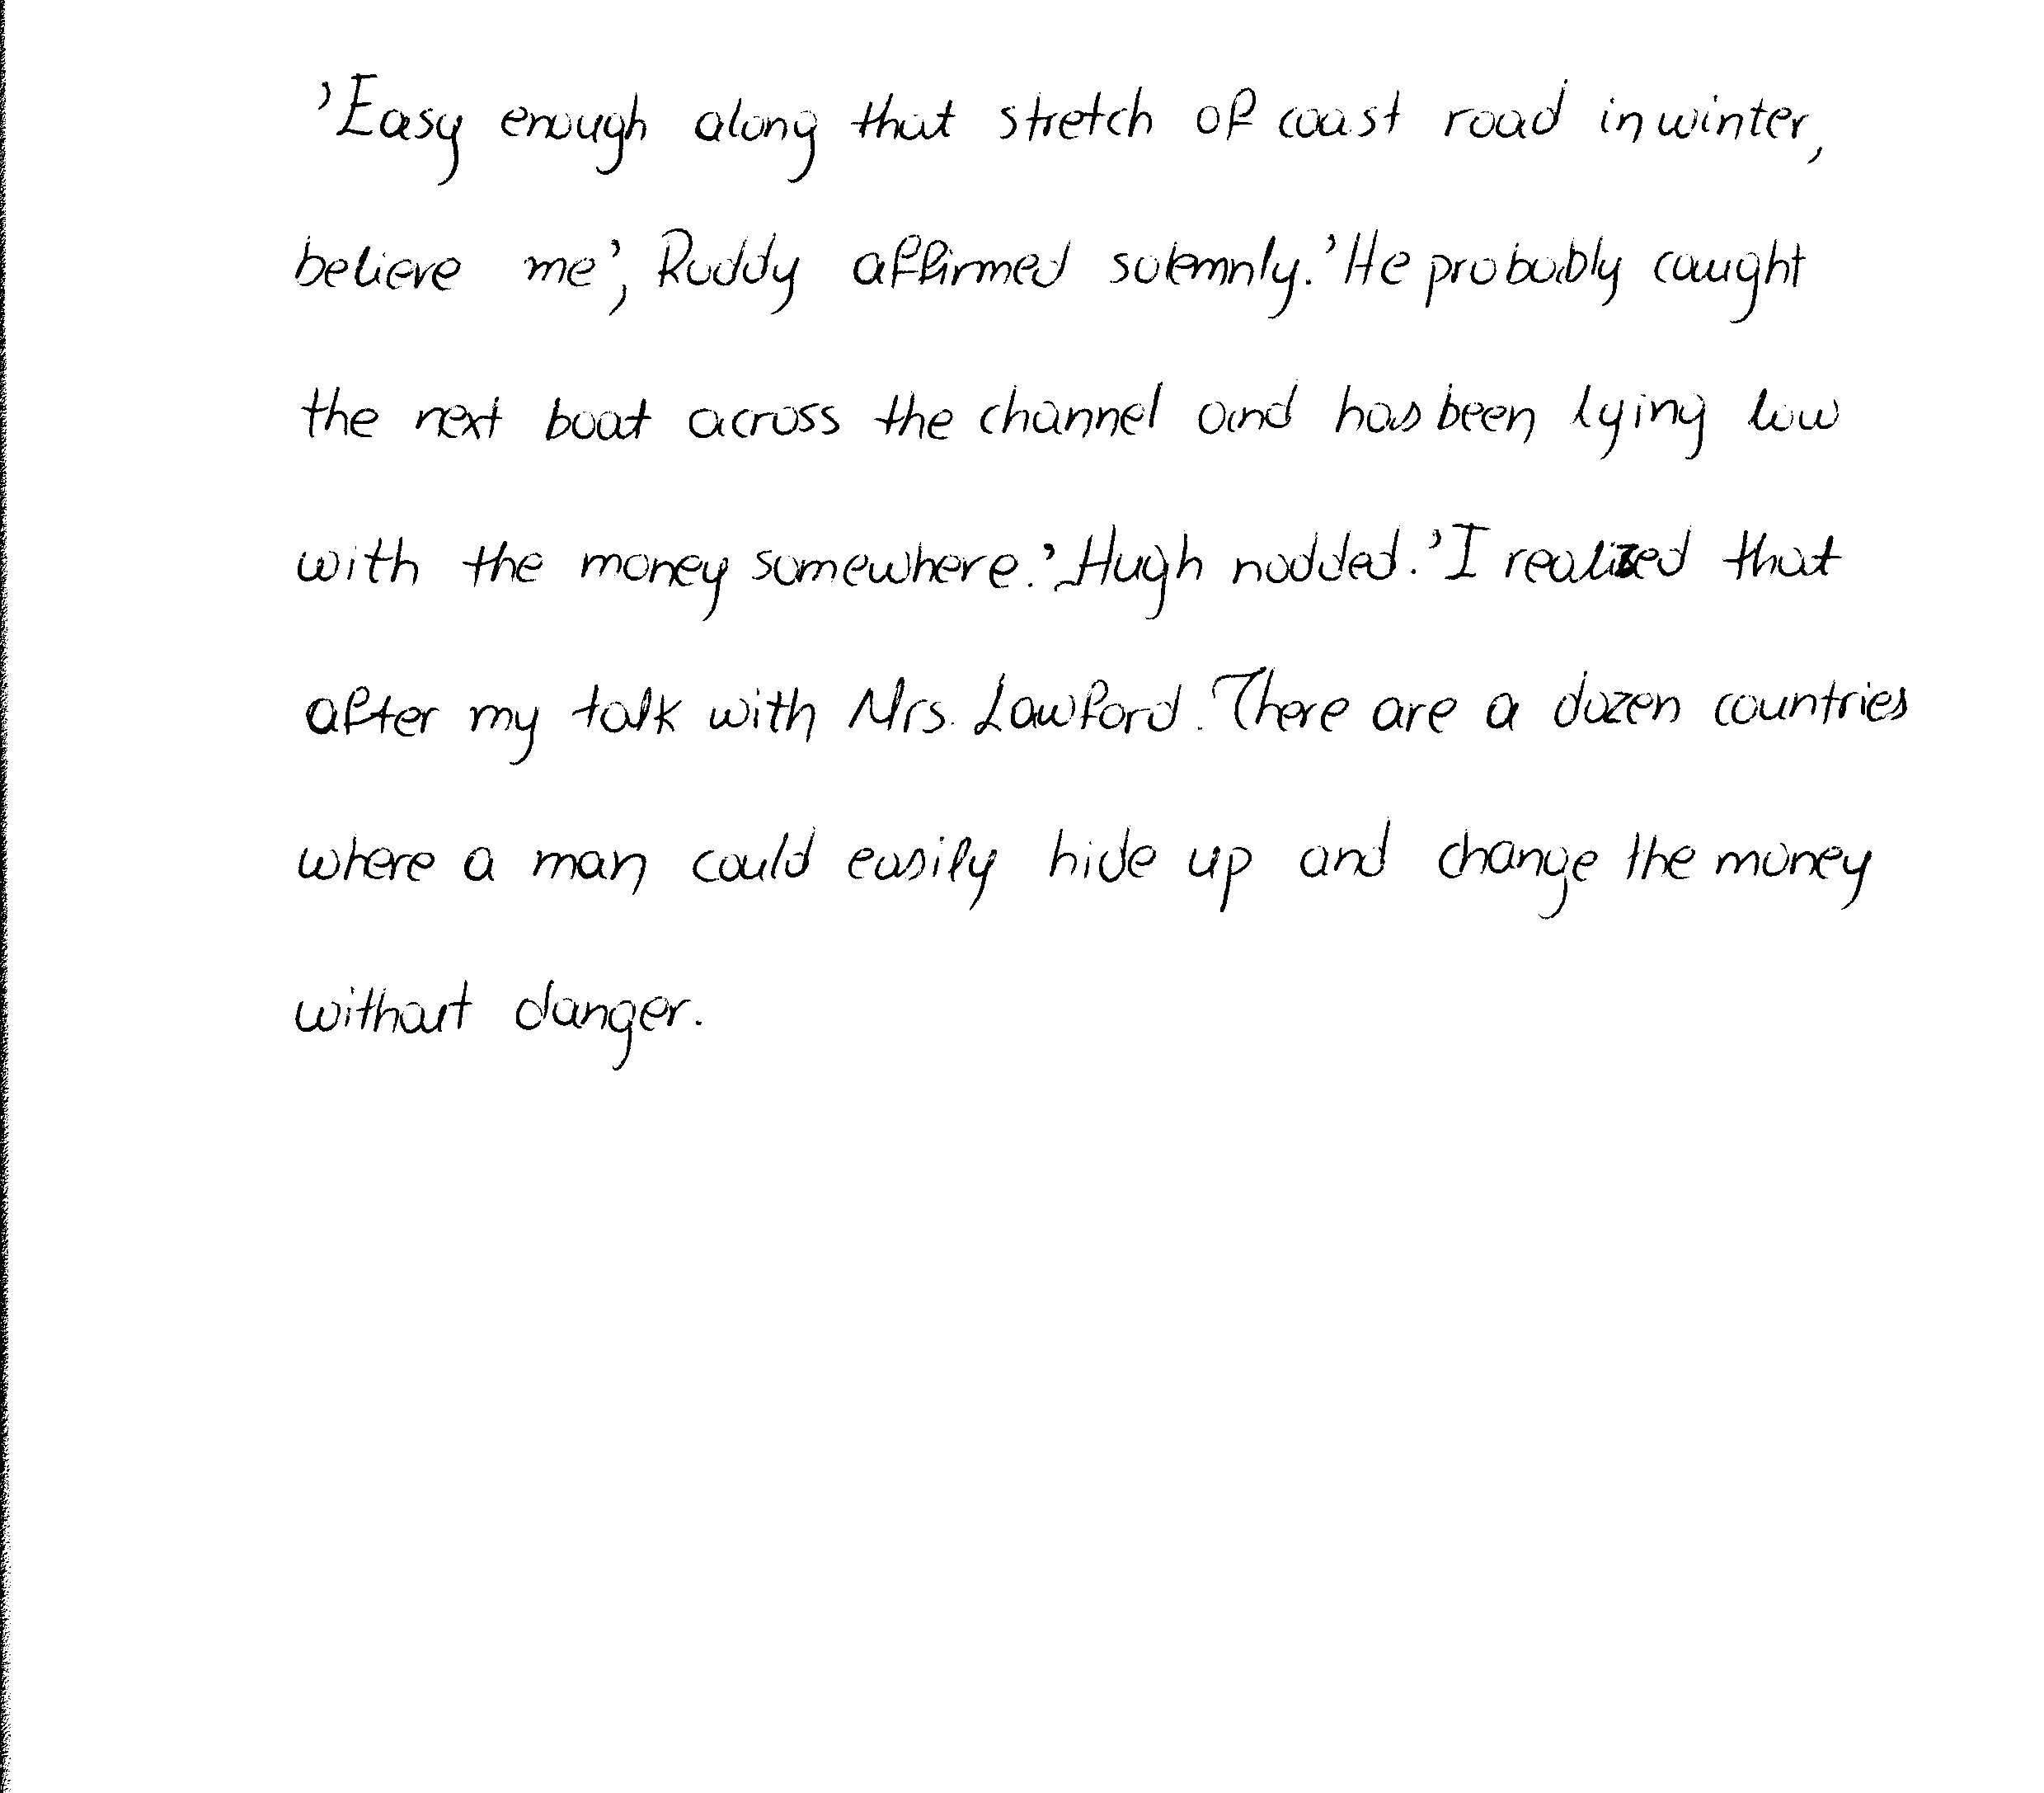 'Easy enough along that stretch of coast road in winter,
believe me', Ruddy affirmed solemnly. 'He probably caught
the next boat across the channel and has been lying low
with the money somewhere.' Hugh nodded. 'I realized that
after my talk with Mrs. Lawford. There are a dozen countries
where a man could easily hide up and change the money
without danger.